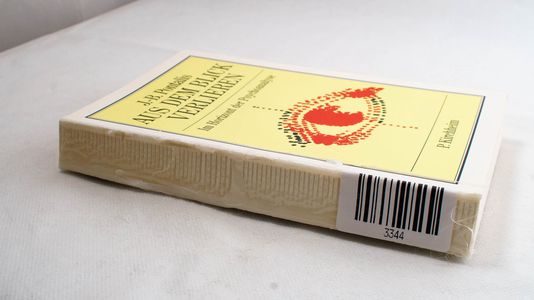 J.-B. Pontalis
AUS DEM BLICK
VERLIEREN
Im Horizont der Psychoanalyse
P. Kirchheim
3344